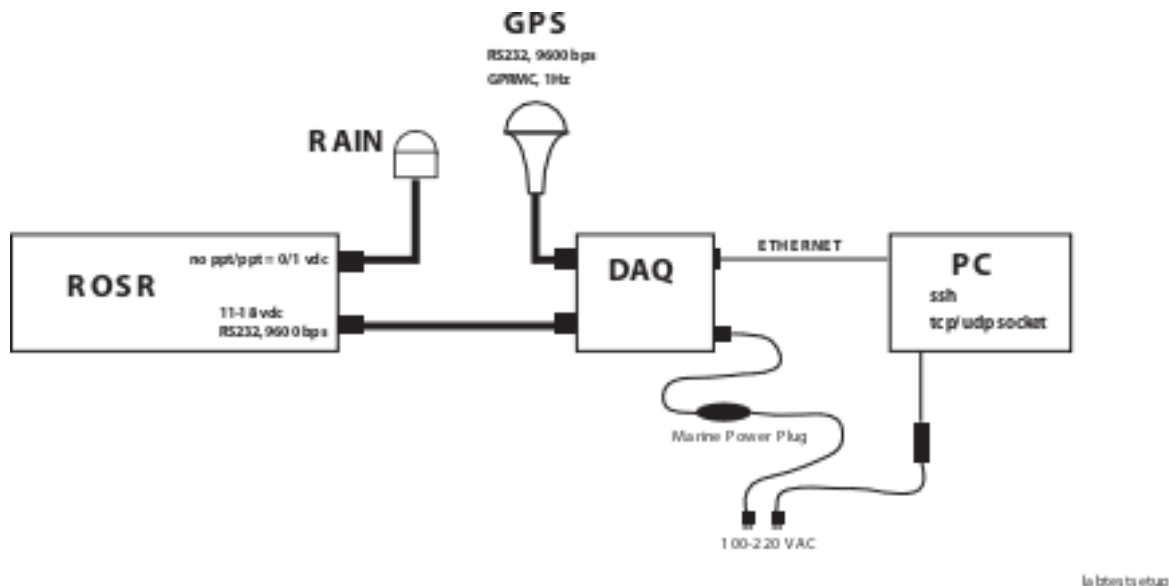 GPS
RS232, 9600 bps
GPRMC, 1Hz
RAIN
no ppt/ppt = 0/1 vdc
ROSR
11-18 vdc
RS232, 9600 bps
DAQ
ETHERNET
PC
ssh
tcp/udp socket
Marine Power Plug
100-220 VAC
labtestsetup